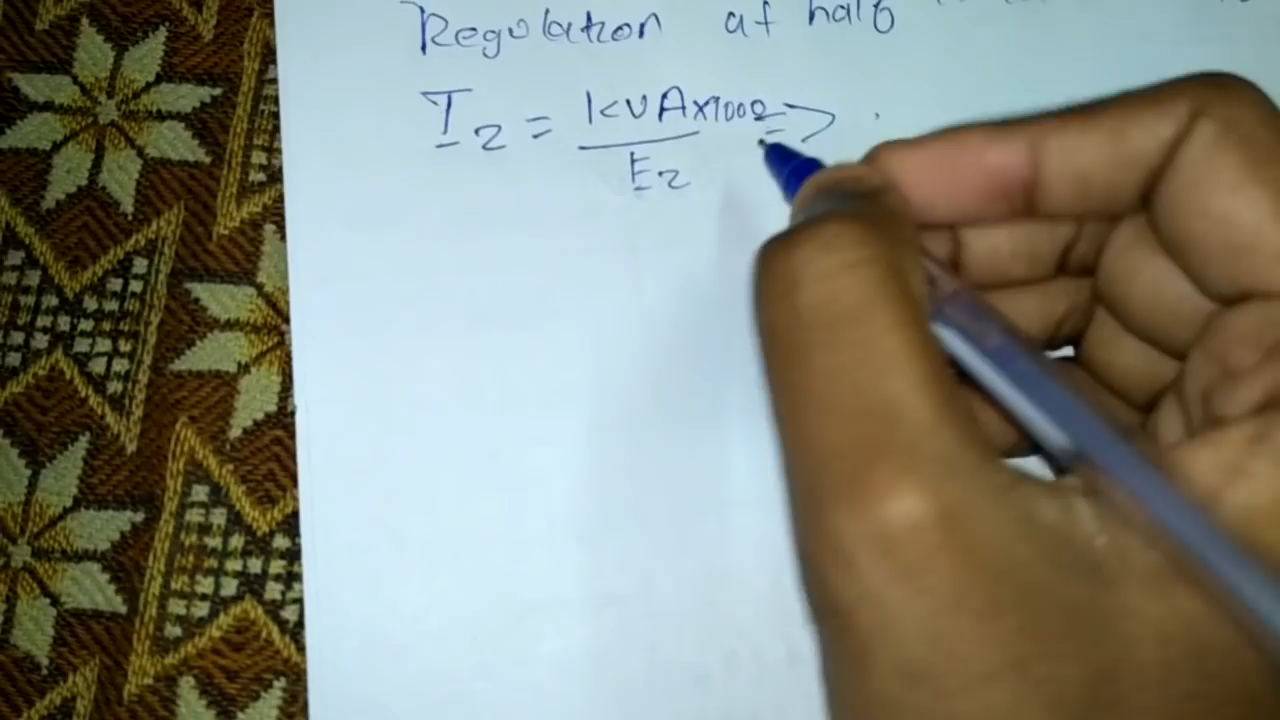 Regulation at half
I2 = KVA×1000 =>
E2